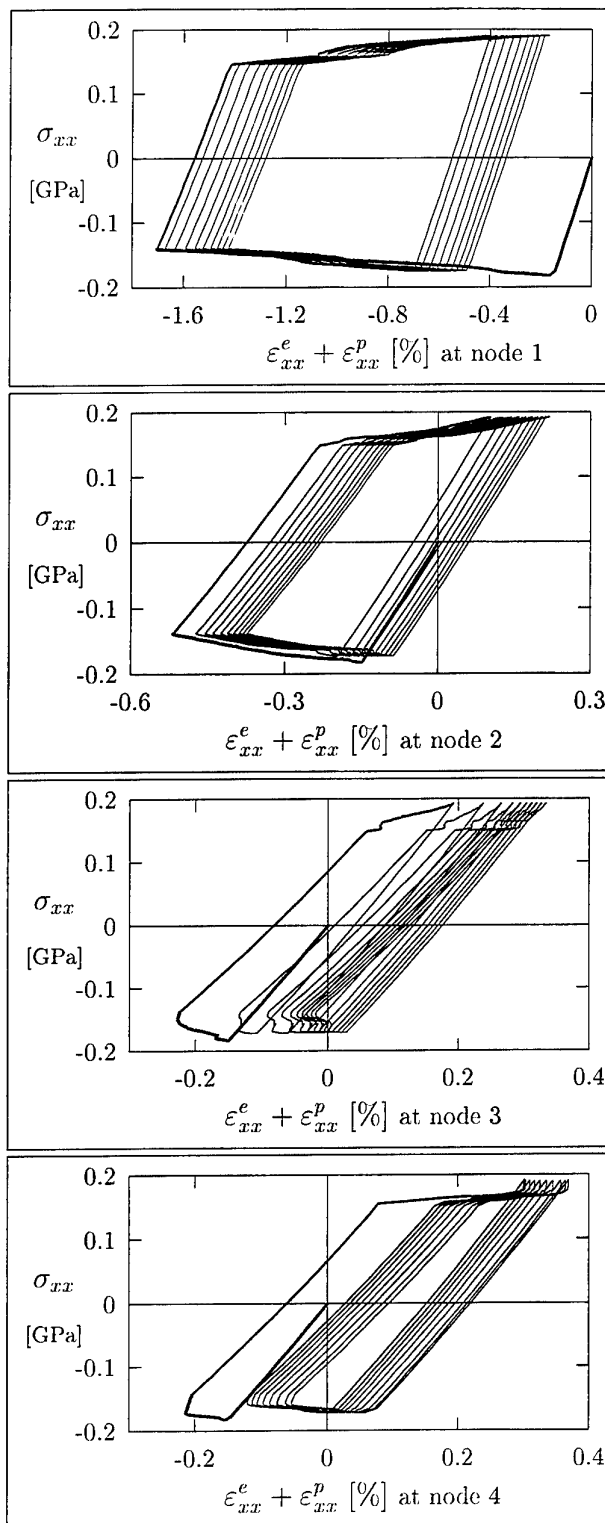 0.2
0.1
σxx
0
[GPa]
-0.1
-0.2
-1.6 -1.2 -0.8 -0.4 0
ε^e_xx + ε^p_xx [%] at node 1
0.2
0.1
σxx
0
[GPa]
-0.1
-0.2
-0.6 -0.3 0 0.3
ε^e_xx + ε^p_xx [%] at node 2
0.2
0.1
σxx
0
[GPa]
-0.1
-0.2
-0.2 0 0.2 0.4
ε^e_xx + ε^p_xx [%] at node 3
0.2
0.1
σxx
0
[GPa]
-0.1
-0.2
-0.2 0 0.2 0.4
ε^e_xx + ε^p_xx [%] at node 4